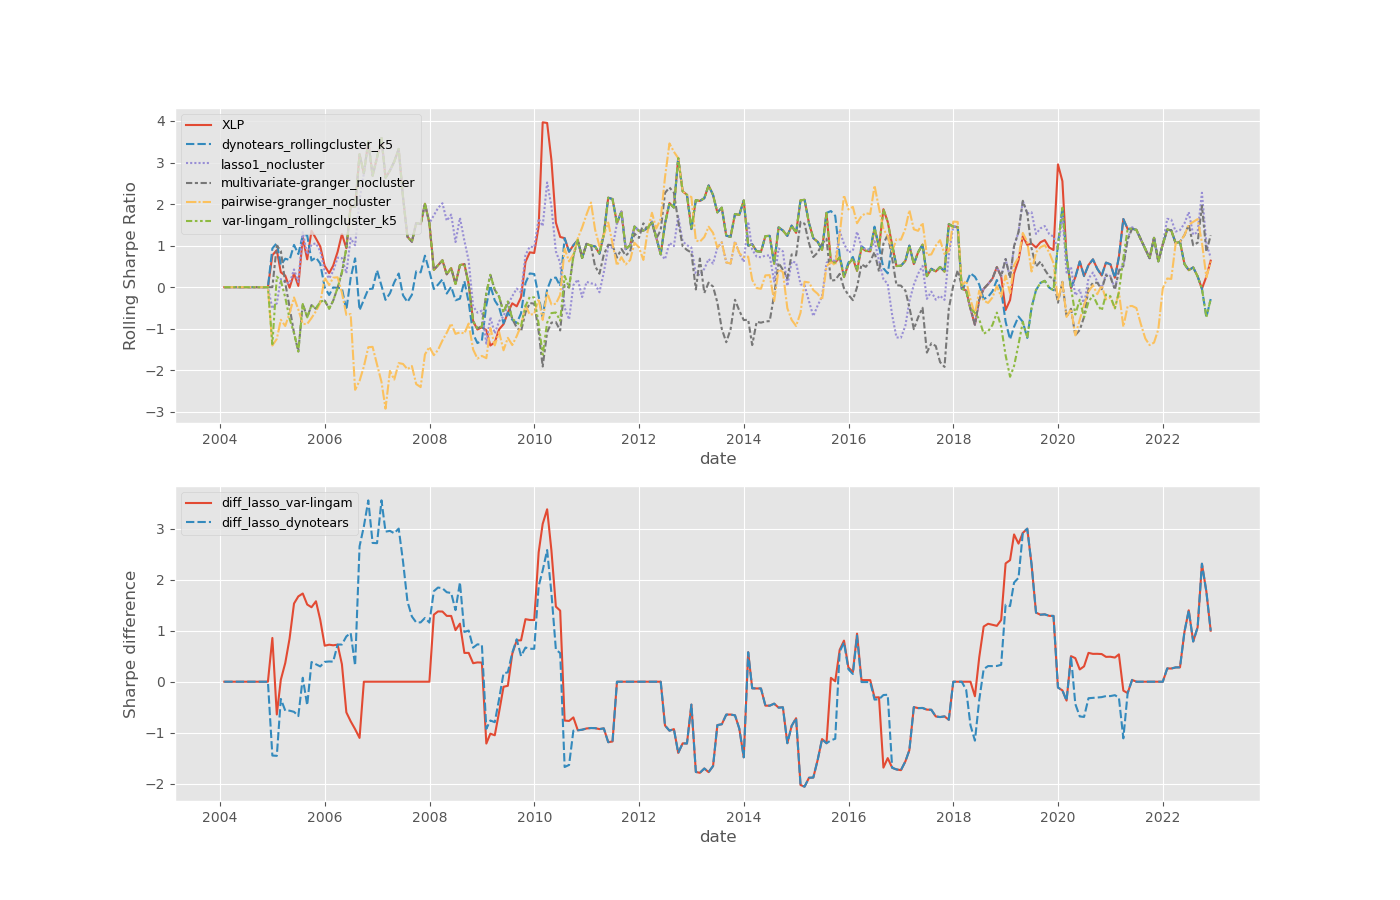 4
3
2
1
0
−1
−2
−3
Rolling Sharpe Ratio
XLP
dynotears_rollingcluster_k5
lasso1_nocluster
multivariate-granger_nocluster
pairwise-granger_nocluster
var-lingam_rollingcluster_k5
2004 2006 2008 2010 2012 2014 2016 2018 2020 2022
date
3
2
1
0
−1
−2
Sharpe difference
diff_lasso_var-lingam
diff_lasso_dynotears
2004 2006 2008 2010 2012 2014 2016 2018 2020 2022
date